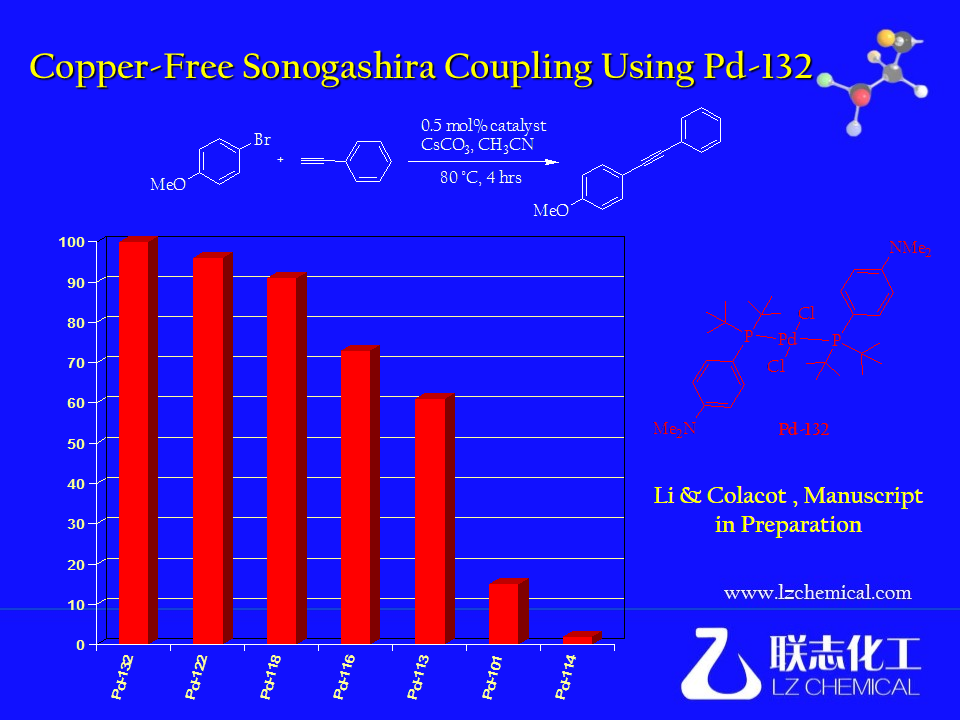 Copper-Free Sonogashira Coupling Using Pd-132
Br
+
MeO
0.5 mol% catalyst
CsCO3, CH3CN
80 °C, 4 hrs
MeO
100
90
80
70
60
50
40
30
20
10
0
Pd-132
Pd-122
Pd-118
Pd-116
Pd-113
Pd-101
Pd-114
NMe2
Cl
P
Pd
P
Cl
Me2N
Pd-132
Li & Colacot , Manuscript
in Preparation
www.lzchemical.com
联志化工
LZ CHEMICAL